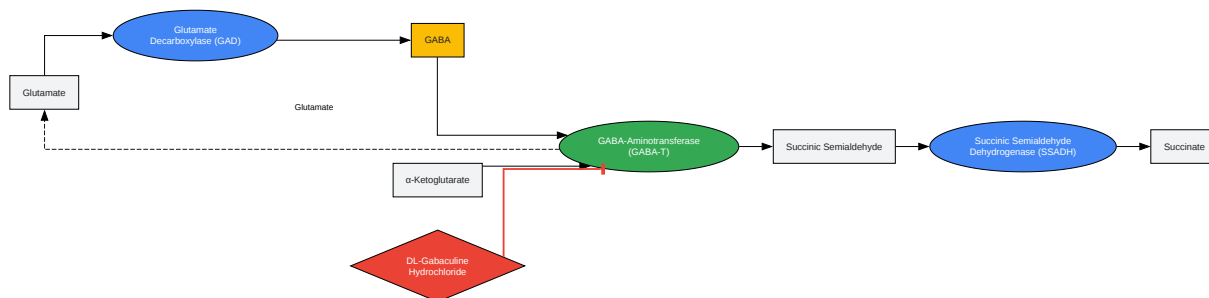 Glutamate
Decarboxylase (GAD)
GABA
Glutamate
Glutamate
GABA-Aminotransferase
(GABA-T)
Succinic Semialdehyde
Succinic Semialdehyde
Dehydrogenase (SSADH)
Succinate
α-Ketoglutarate
DL-Gabaculine
Hydrochloride